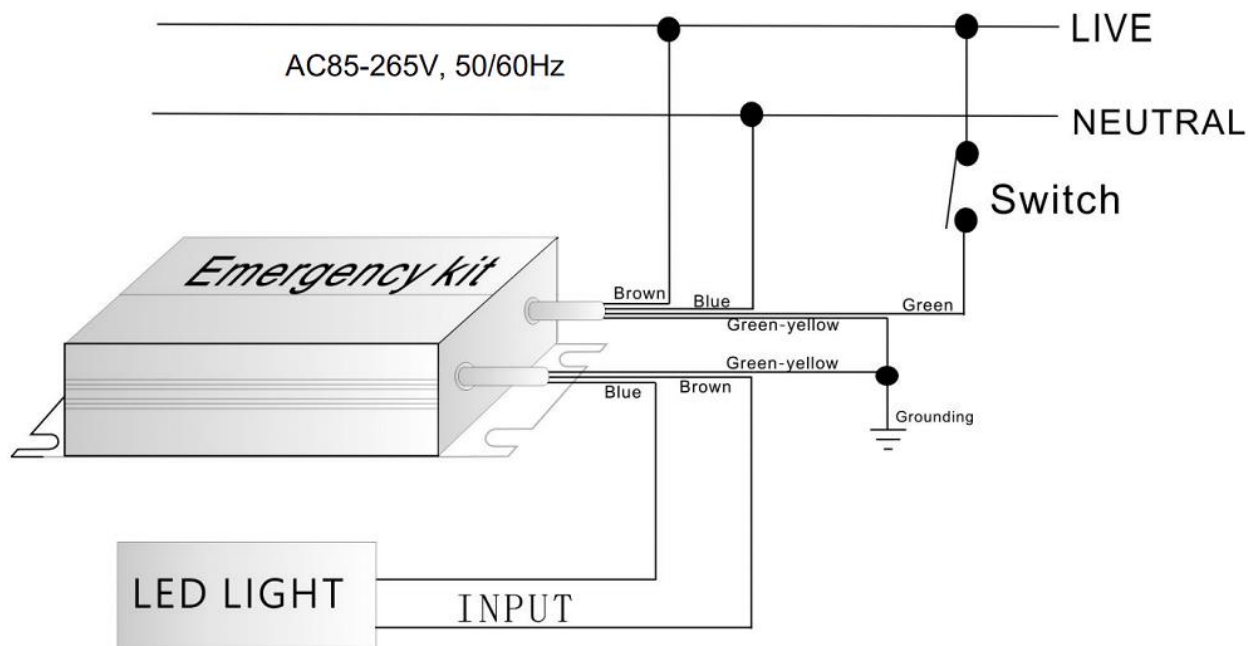 LIVE
AC85-265V, 50/60Hz
NEUTRAL
Switch
Emergency kit
Brown
Blue
Green
Green-yellow
Green-yellow
Blue
Brown
Grounding
LED LIGHT
INPUT